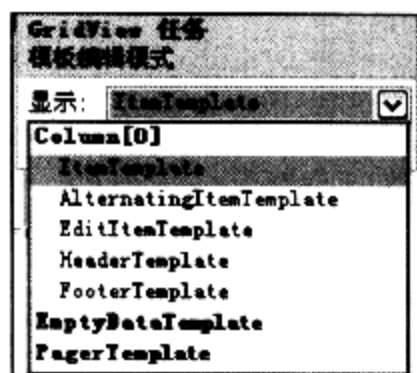 GridView 任务
模板编辑模式
显示: ItemTemplate
Column[0]
ItemTemplate
AlternatingItemTemplate
EditItemTemplate
HeaderTemplate
FooterTemplate
EmptyDataTemplate
PagerTemplate